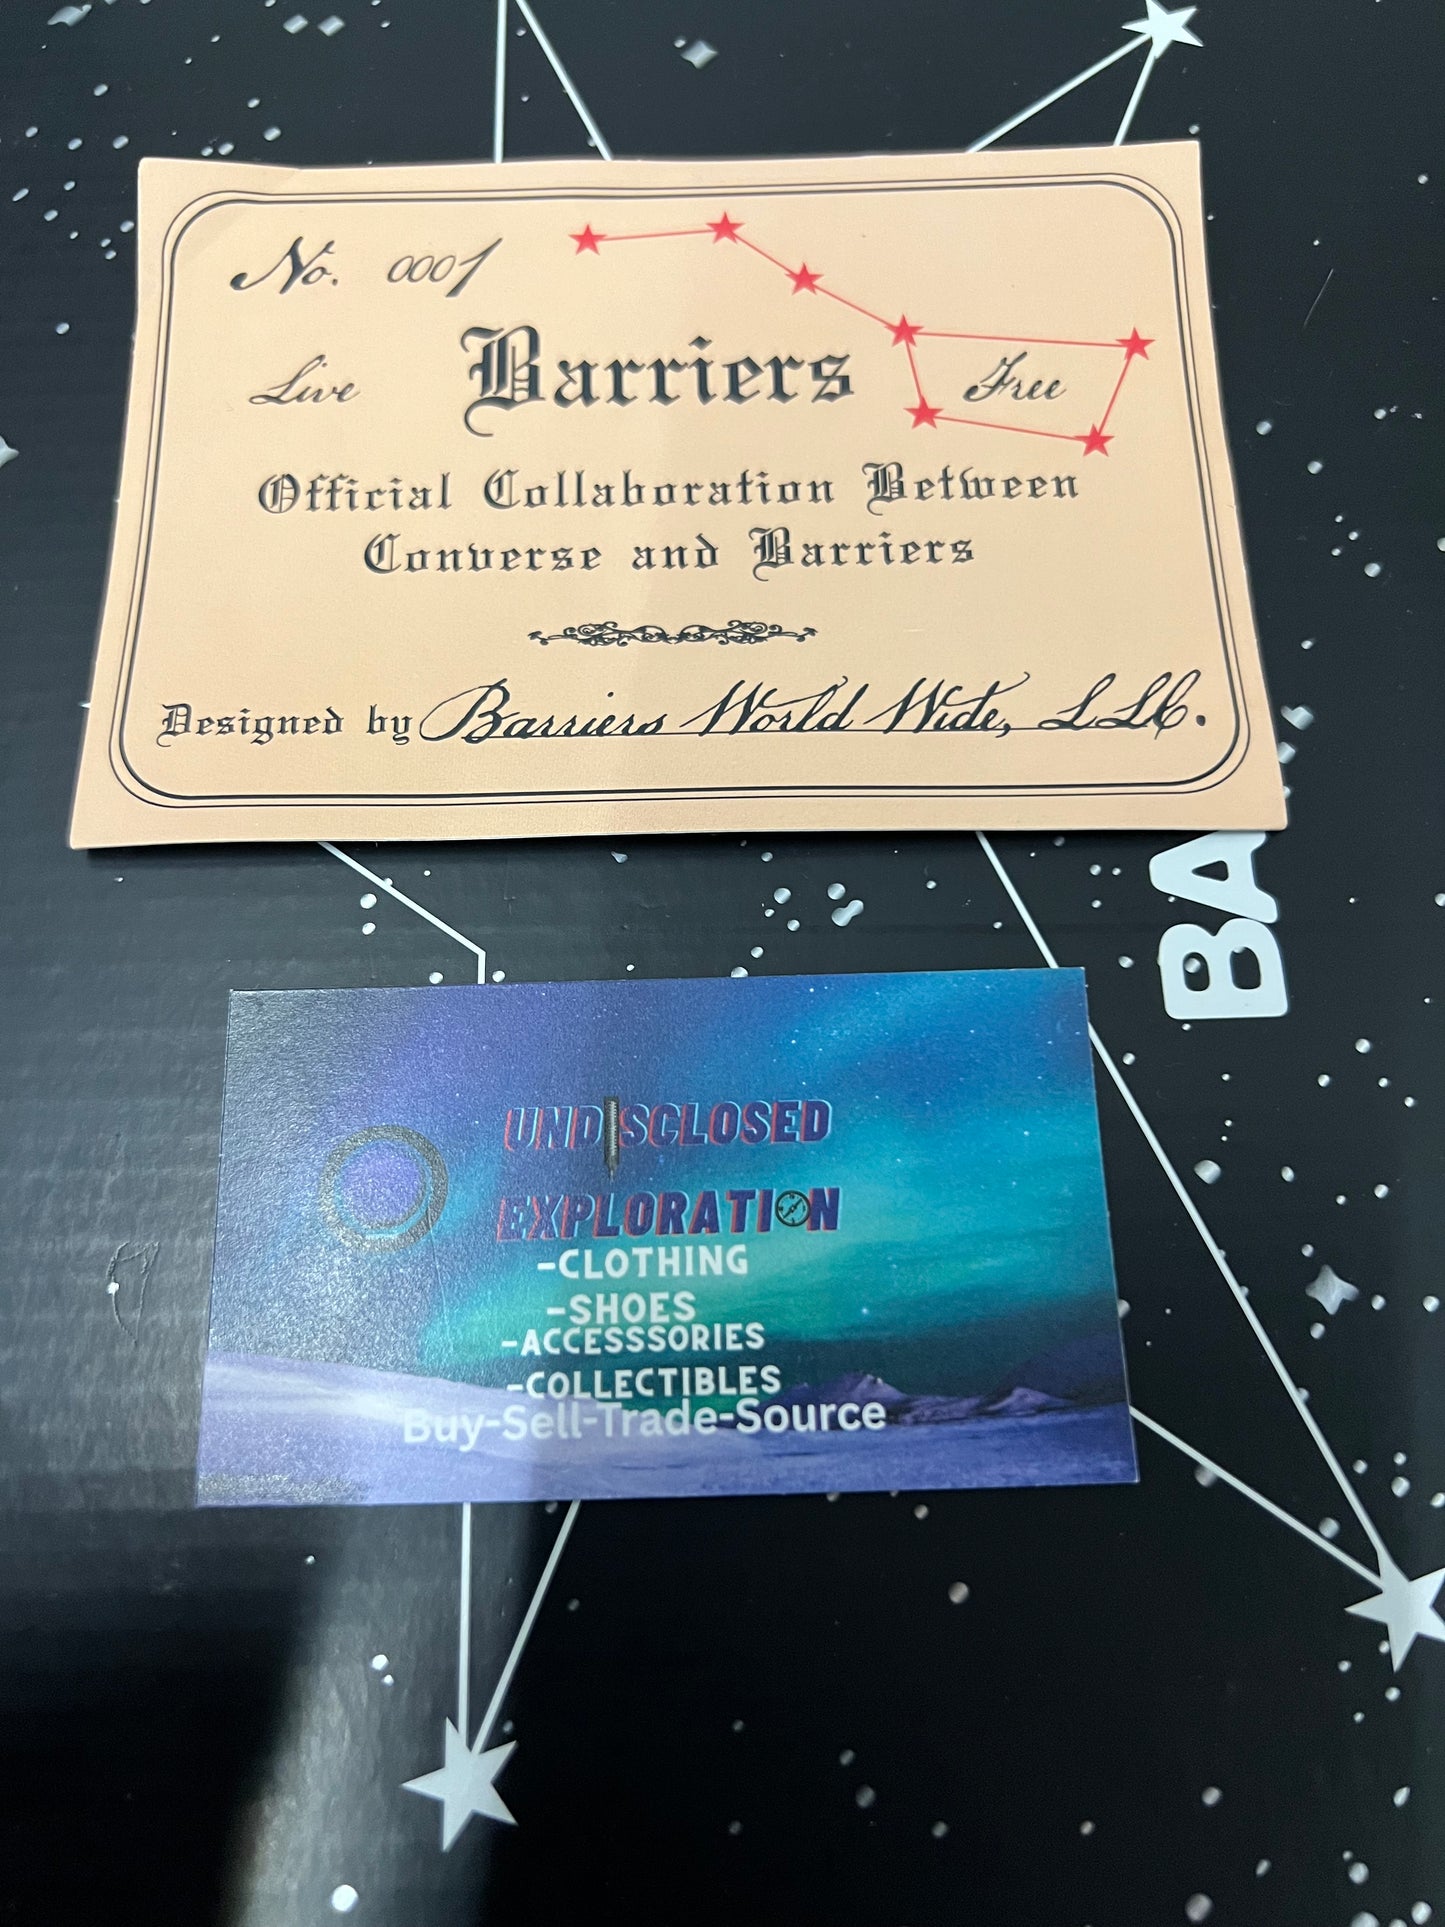 No. 0001
Live Barriers Free
Official Collaboration Between
Converse and Barriers
Designed by Barriers World Wide, LLC.
BA
UNDISCLOSED
EXPLORATION
-CLOTHING
-SHOES
-ACCESSSORIES
-COLLECTIBLES
Buy-Sell-Trade-Source